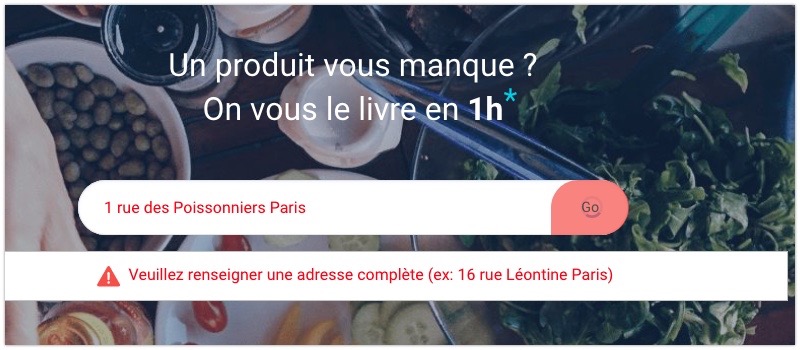 Un produit vous manque ?
On vous le livre en 1h*
1 rue des Poissonniers Paris
Go
Veuillez renseigner une adresse complète (ex: 16 rue Léontine Paris)